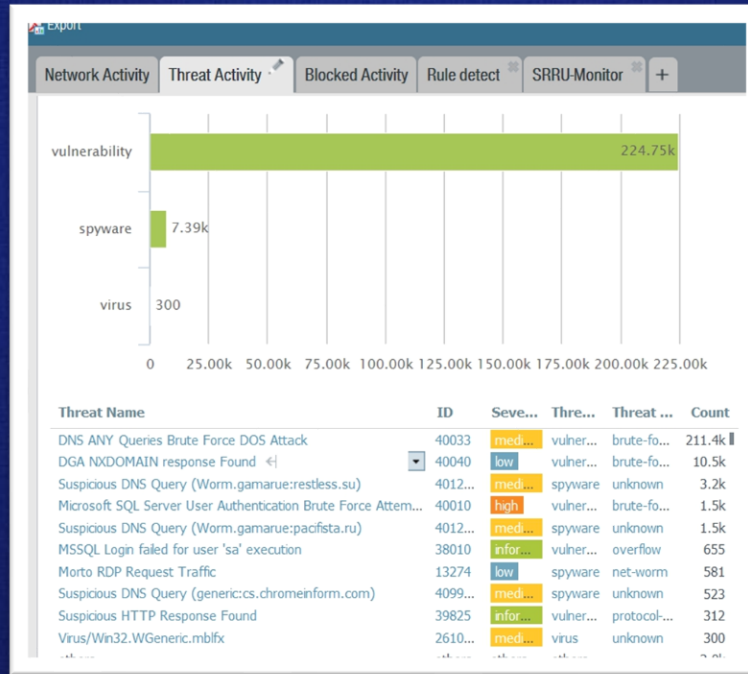 Export
Network Activity Threat Activity Blocked Activity Rule detect SRRU-Monitor +
vulnerability 224.75k
spyware 7.39k
virus 300
0 25.00k 50.00k 75.00k 100.00k 125.00k 150.00k 175.00k 200.00k 225.00k
Threat Name ID Seve... Thre... Threat ... Count
DNS ANY Queries Brute Force DOS Attack 40033 medi... vulner... brute-fo... 211.4k
DGA NXDOMAIN response Found 40040 low vulner... brute-fo... 10.5k
Suspicious DNS Query (Worm.gamarue:restless.su) 4012... medi... spyware unknown 3.2k
Microsoft SQL Server User Authentication Brute Force Attem... 40010 high vulner... brute-fo... 1.5k
Suspicious DNS Query (Worm.gamarue:pacifista.ru) 4012... medi... spyware unknown 1.5k
MSSQL Login failed for user 'sa' execution 38010 infor... vulner... overflow 655
Morto RDP Request Traffic 13274 low spyware net-worm 581
Suspicious DNS Query (generic:cs.chromeinform.com) 4099... medi... spyware unknown 523
Suspicious HTTP Response Found 39825 infor... vulner... protocol-... 312
Virus/Win32.WGeneric.mblfx 2610... medi... virus unknown 300